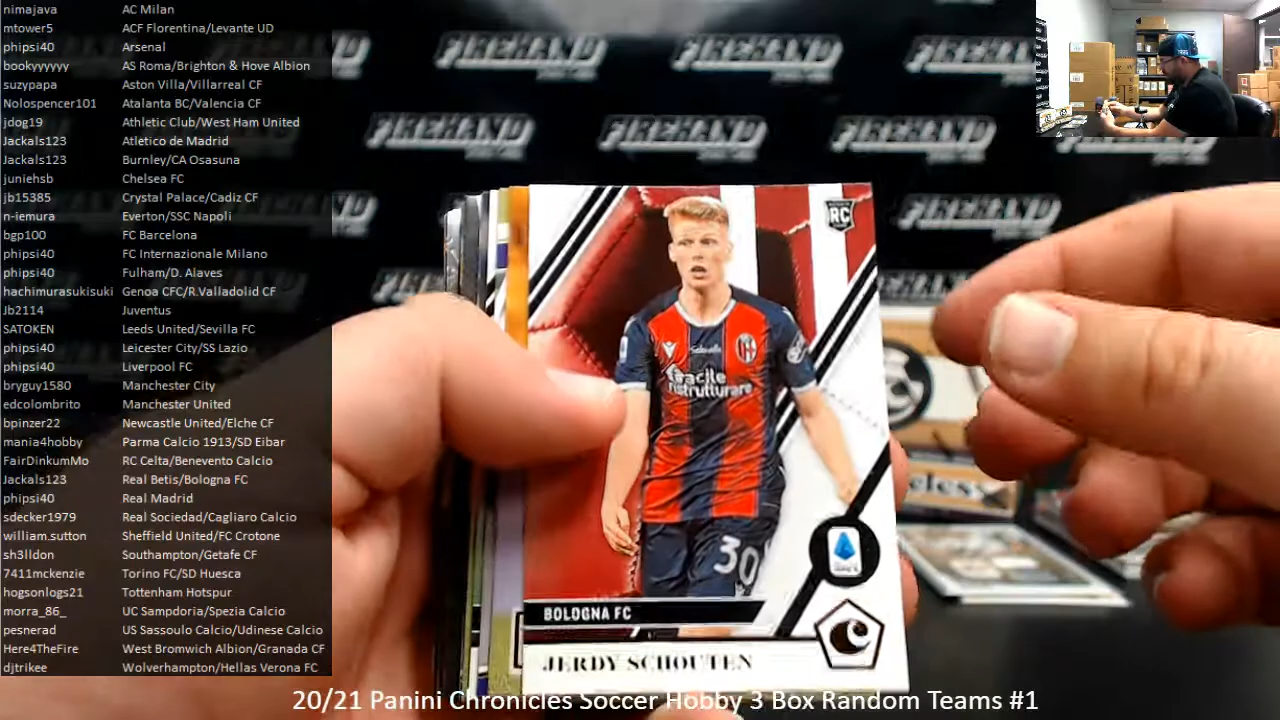 nimajava AC Milan
mtower5 ACF Florentina/Levante UD
phipsi40 Arsenal
bookyyyyyy AS Roma/Brighton & Hove Albion
suzypapa Aston Villa/Villarreal CF
Nolospencer101 Atalanta BC/Valencia CF
jdog19 Athletic Club/West Ham United
Jackals123 Atletico de Madrid
Jackals123 Burnley/CA Osasuna
juniehsb Chelsea FC
jb15385 Crystal Palace/Cadiz CF
n-iemura Everton/SSC Napoli
bgp100 FC Barcelona
phipsi40 FC Internazionale Milano
phipsi40 Fulham/D. Alaves
hachimurasukisuki Genoa CFC/R.Valladolid CF
Jb2114 Juventus
SATOKEN Leeds United/Sevilla FC
phipsi40 Leicester City/SS Lazio
phipsi40 Liverpool FC
bryguy1580 Manchester City
edcolombrito Manchester United
bpinzer22 Newcastle United/Elche CF
mania4hobby Parma Calcio 1913/SD Eibar
FairDinkumMo RC Celta/Benevento Calcio
Jackals123 Real Betis/Bologna FC
phipsi40 Real Madrid
sdecker1979 Real Sociedad/Cagliaro Calcio
william.sutton Sheffield United/FC Crotone
sh3lldon Southampton/Getafe CF
7411mckenzie Torino FC/SD Huesca
hogsonlogs21 Tottenham Hotspur
morra_86_ UC Sampdoria/Spezia Calcio
pesnerad US Sassoulo Calcio/Udinese Calcio
Here4TheFire West Bromwich Albion/Granada CF
djtrikee Wolverhampton/Hellas Verona FC
FIREHAND FIREHAND FIREHAND
FIREHAND FIREHAND FIREHAND
RC
facile
ristrutturare
30
BOLOGNA FC
C
JERDY SCHOUTEN
20/21 Panini Chronicles Soccer Hobby 3 Box Random Teams #1